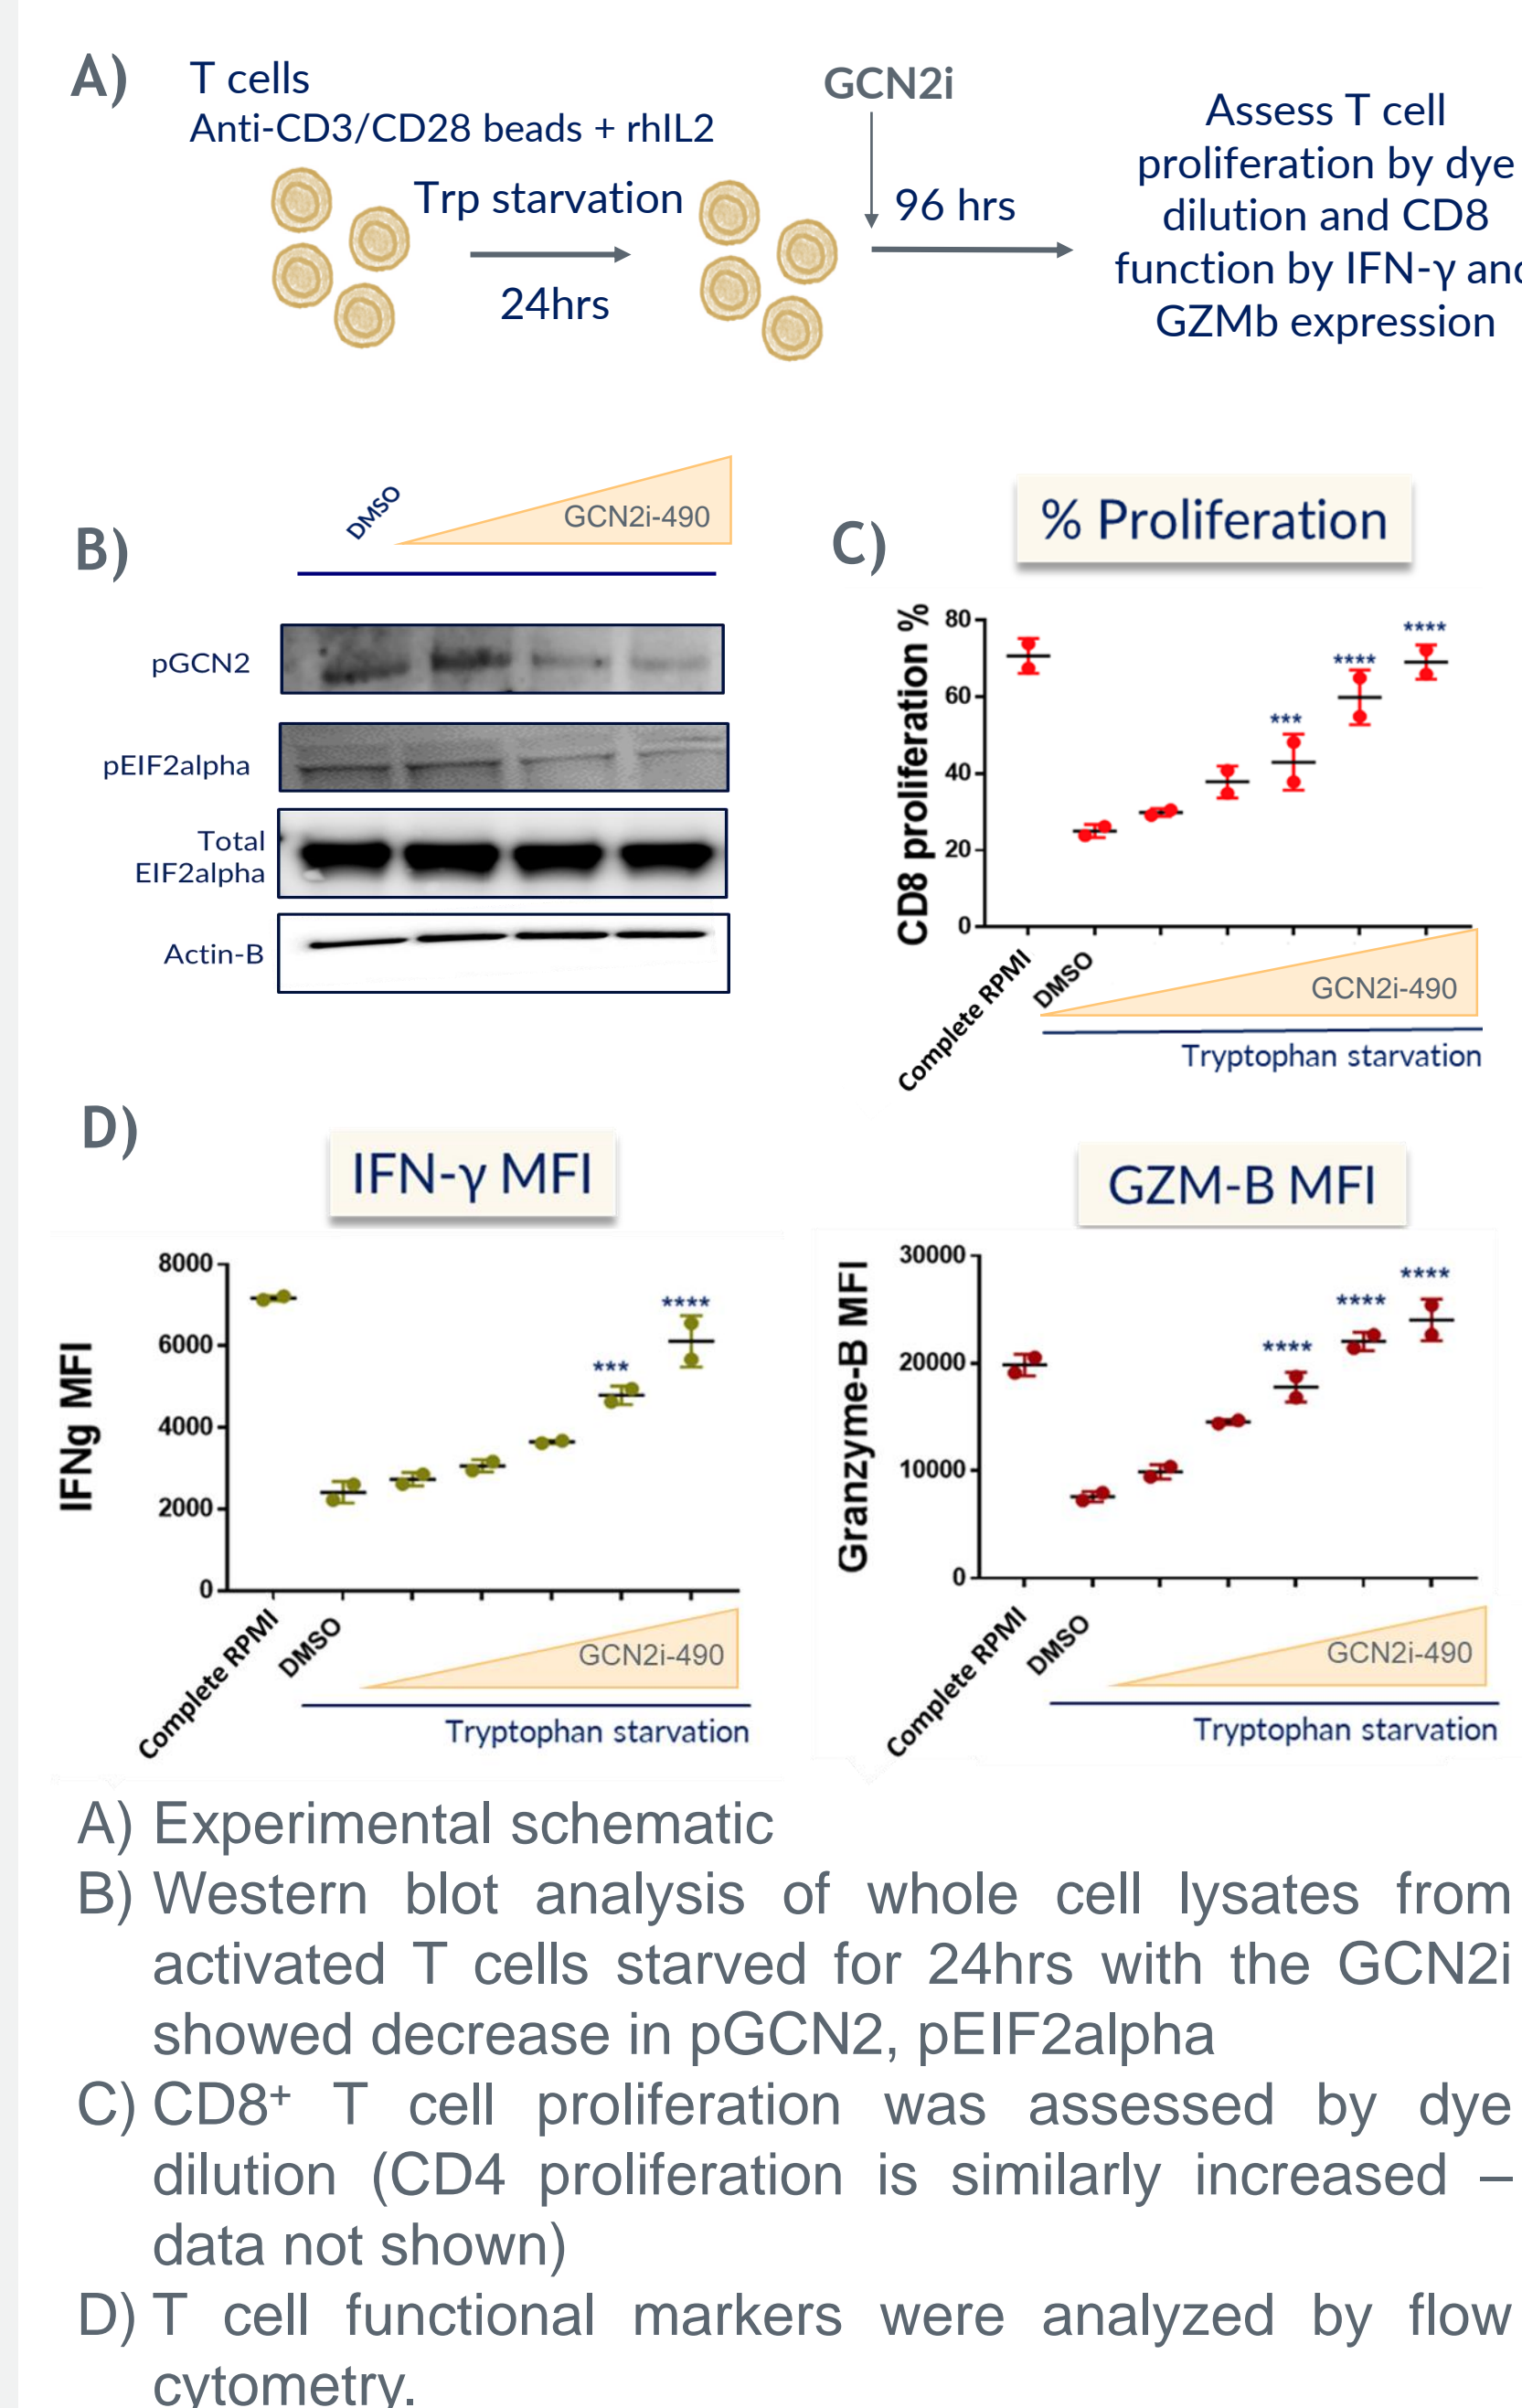 A)
T cells
Anti-CD3/CD28 beads + rhIL2
Trp starvation
24hrs
GCN2i
96 hrs
Assess T cell
proliferation by dye
dilution and CD8
function by IFN-γ and
GZMb expression
B)
DMSO
GCN2i-490
pGCN2
pEIF2alpha
Total
EIF2alpha
Actin-B
C)
% Proliferation
CD8 proliferation %
80
60
40
20
0
***
****
****
Complete RPMI
DMSO
GCN2i-490
Tryptophan starvation
D)
IFN-γ MFI
IFNg MFI
8000
6000
4000
2000
0
***
****
Complete RPMI
DMSO
GCN2i-490
Tryptophan starvation
GZM-B MFI
Granzyme-B MFI
30000
20000
10000
0
****
****
****
Complete RPMI
DMSO
GCN2i-490
Tryptophan starvation
A) Experimental schematic
B) Western blot analysis of whole cell lysates from
activated T cells starved for 24hrs with the GCN2i
showed decrease in pGCN2, pEIF2alpha
C) CD8⁺ T cell proliferation was assessed by dye
dilution (CD4 proliferation is similarly increased –
data not shown)
D) T cell functional markers were analyzed by flow
cytometry.